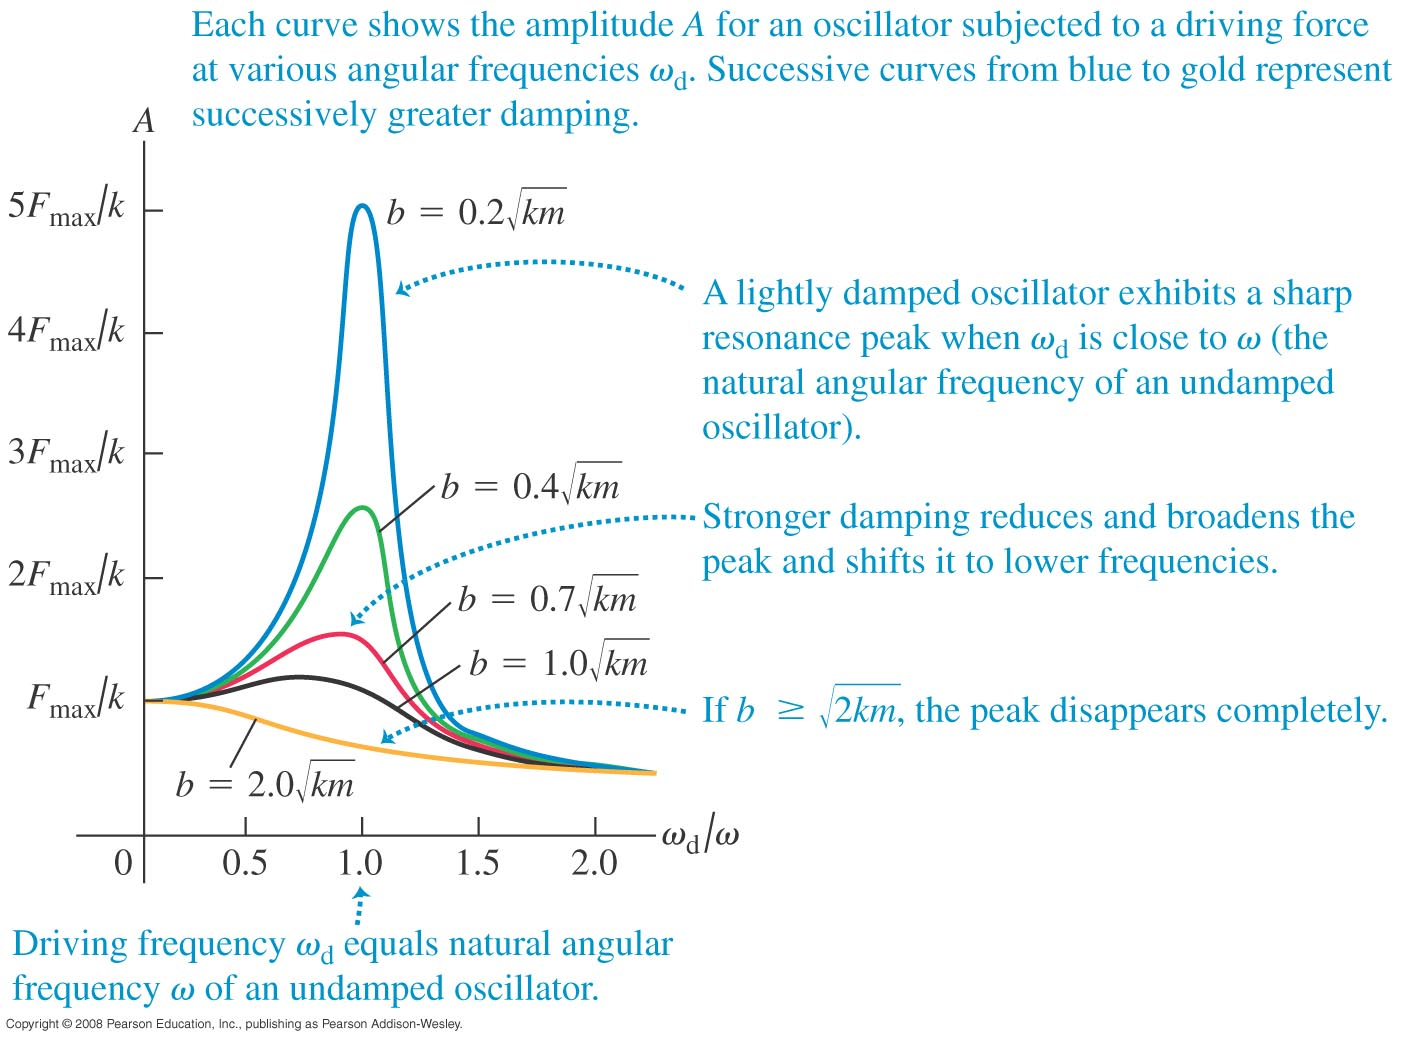 Each curve shows the amplitude A for an oscillator subjected to a driving force
at various angular frequencies ωd. Successive curves from blue to gold represent
successively greater damping.
A
5Fmax/k
b = 0.2√km
A lightly damped oscillator exhibits a sharp
resonance peak when ωd is close to ω (the
natural angular frequency of an undamped
oscillator).
4Fmax/k
3Fmax/k
b = 0.4√km
Stronger damping reduces and broadens the
peak and shifts it to lower frequencies.
2Fmax/k
b = 0.7√km
b = 1.0√km
Fmax/k
If b ≥ √2km, the peak disappears completely.
b = 2.0√km
ωd/ω
0 0.5 1.0 1.5 2.0
Driving frequency ωd equals natural angular
frequency ω of an undamped oscillator.
Copyright © 2008 Pearson Education, Inc., publishing as Pearson Addison-Wesley.